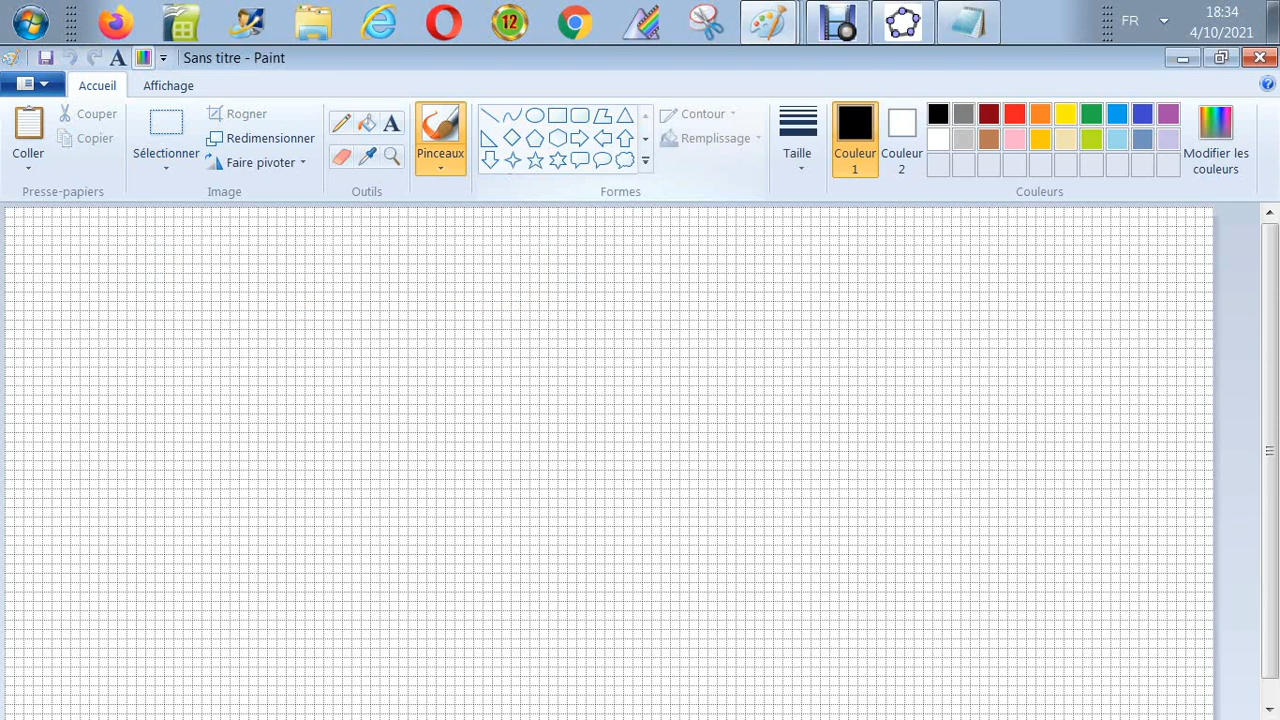 12
FR
18:34
4/10/2021
Sans titre - Paint
Accueil
Affichage
Coller
Couper
Copier
Presse-papiers
Sélectionner
Rogner
Redimensionner
Faire pivoter
Image
A
Outils
Pinceaux
Contour
Remplissage
Formes
Taille
Couleur
1
Couleur
2
Modifier les
couleurs
Couleurs